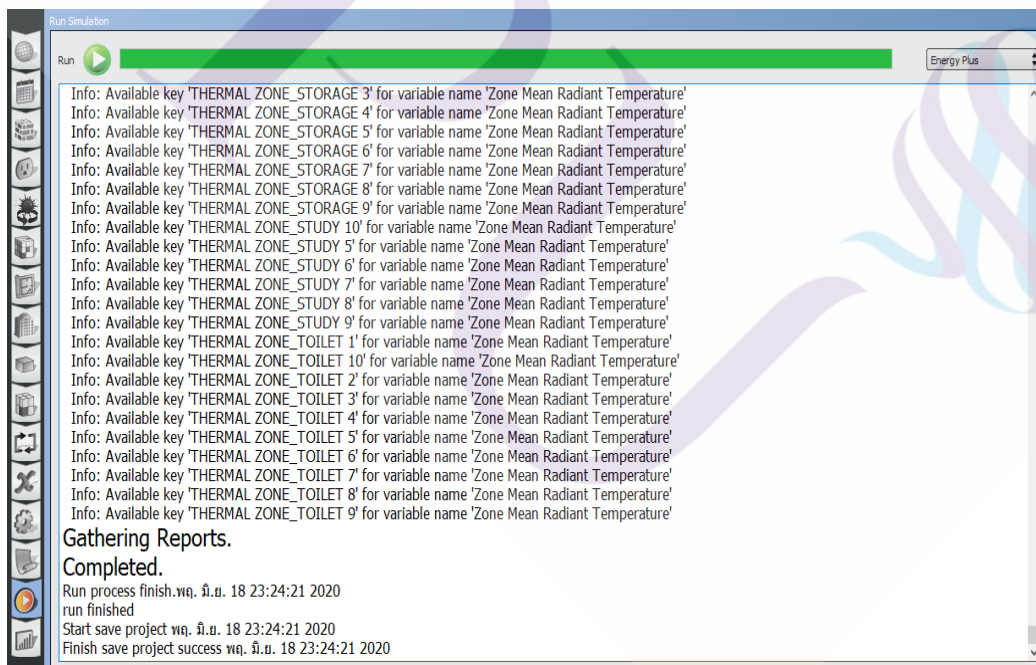 Run Simulation
Run
Energy Plus
Info: Available key 'THERMAL ZONE_STORAGE 3' for variable name 'Zone Mean Radiant Temperature'
Info: Available key 'THERMAL ZONE_STORAGE 4' for variable name 'Zone Mean Radiant Temperature'
Info: Available key 'THERMAL ZONE_STORAGE 5' for variable name 'Zone Mean Radiant Temperature'
Info: Available key 'THERMAL ZONE_STORAGE 6' for variable name 'Zone Mean Radiant Temperature'
Info: Available key 'THERMAL ZONE_STORAGE 7' for variable name 'Zone Mean Radiant Temperature'
Info: Available key 'THERMAL ZONE_STORAGE 8' for variable name 'Zone Mean Radiant Temperature'
Info: Available key 'THERMAL ZONE_STORAGE 9' for variable name 'Zone Mean Radiant Temperature'
Info: Available key 'THERMAL ZONE_STUDY 10' for variable name 'Zone Mean Radiant Temperature'
Info: Available key 'THERMAL ZONE_STUDY 5' for variable name 'Zone Mean Radiant Temperature'
Info: Available key 'THERMAL ZONE_STUDY 6' for variable name 'Zone Mean Radiant Temperature'
Info: Available key 'THERMAL ZONE_STUDY 7' for variable name 'Zone Mean Radiant Temperature'
Info: Available key 'THERMAL ZONE_STUDY 8' for variable name 'Zone Mean Radiant Temperature'
Info: Available key 'THERMAL ZONE_STUDY 9' for variable name 'Zone Mean Radiant Temperature'
Info: Available key 'THERMAL ZONE_TOILET 1' for variable name 'Zone Mean Radiant Temperature'
Info: Available key 'THERMAL ZONE_TOILET 10' for variable name 'Zone Mean Radiant Temperature'
Info: Available key 'THERMAL ZONE_TOILET 2' for variable name 'Zone Mean Radiant Temperature'
Info: Available key 'THERMAL ZONE_TOILET 3' for variable name 'Zone Mean Radiant Temperature'
Info: Available key 'THERMAL ZONE_TOILET 4' for variable name 'Zone Mean Radiant Temperature'
Info: Available key 'THERMAL ZONE_TOILET 5' for variable name 'Zone Mean Radiant Temperature'
Info: Available key 'THERMAL ZONE_TOILET 6' for variable name 'Zone Mean Radiant Temperature'
Info: Available key 'THERMAL ZONE_TOILET 7' for variable name 'Zone Mean Radiant Temperature'
Info: Available key 'THERMAL ZONE_TOILET 8' for variable name 'Zone Mean Radiant Temperature'
Info: Available key 'THERMAL ZONE_TOILET 9' for variable name 'Zone Mean Radiant Temperature'
Gathering Reports.
Completed.
Run process finish.พฤ. มิ.ย. 18 23:24:21 2020
run finished
Start save project พฤ. มิ.ย. 18 23:24:21 2020
Finish save project success พฤ. มิ.ย. 18 23:24:21 2020